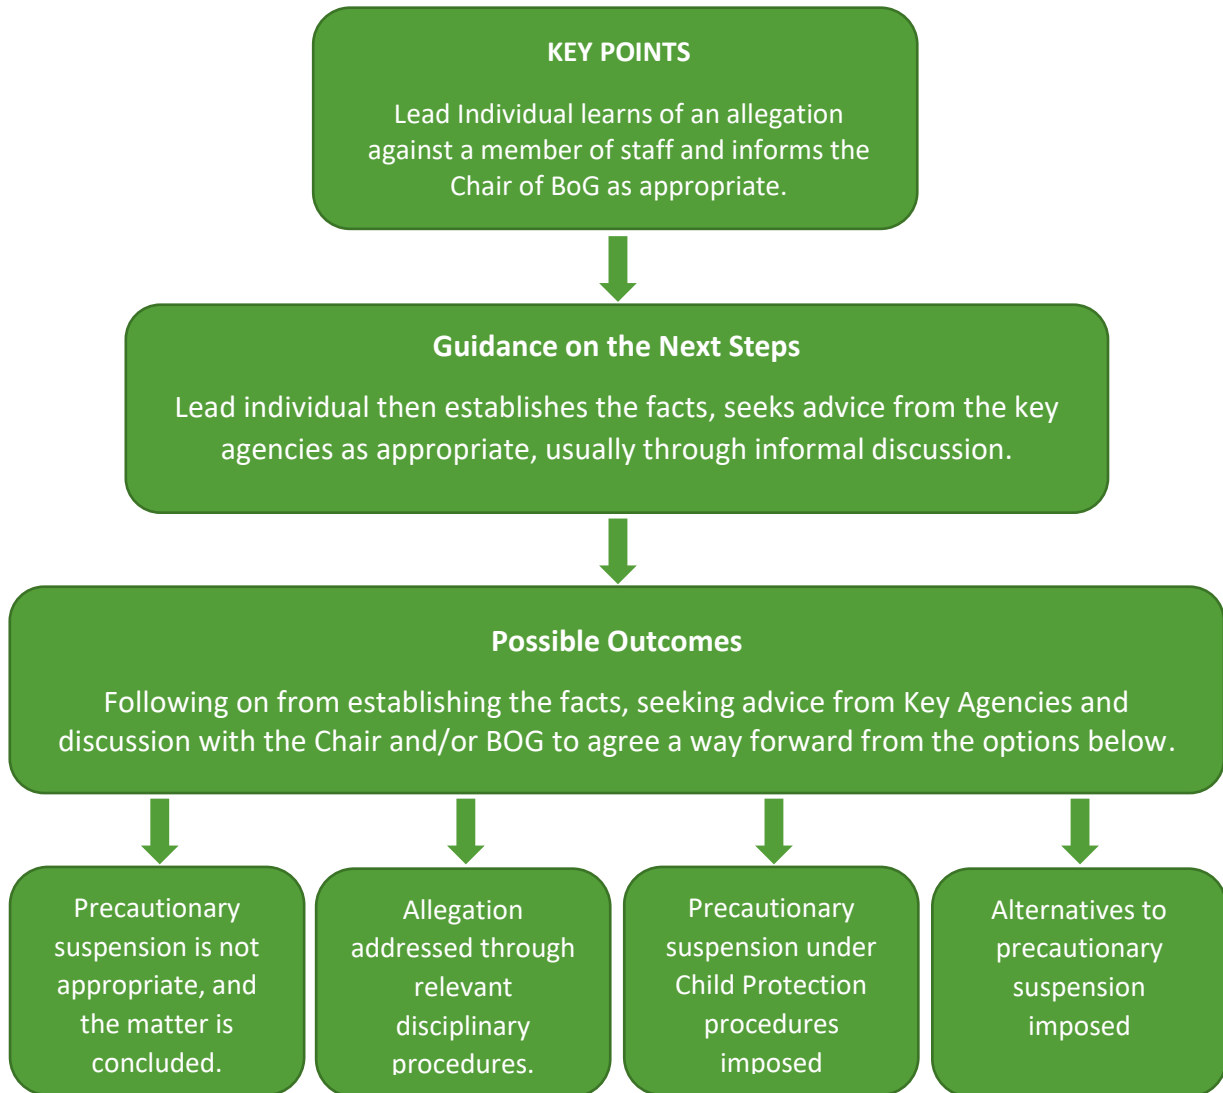 KEY POINTS
Lead Individual learns of an allegation
against a member of staff and informs the
Chair of BoG as appropriate.
Guidance on the Next Steps
Lead individual then establishes the facts, seeks advice from the key
agencies as appropriate, usually through informal discussion.
Possible Outcomes
Following on from establishing the facts, seeking advice from Key Agencies and
discussion with the Chair and/or BOG to agree a way forward from the options below.
Precautionary
suspension is not
appropriate, and
the matter is
concluded.
Allegation
addressed through
relevant
disciplinary
procedures.
Precautionary
suspension under
Child Protection
procedures
imposed
Alternatives to
precautionary
suspension
imposed